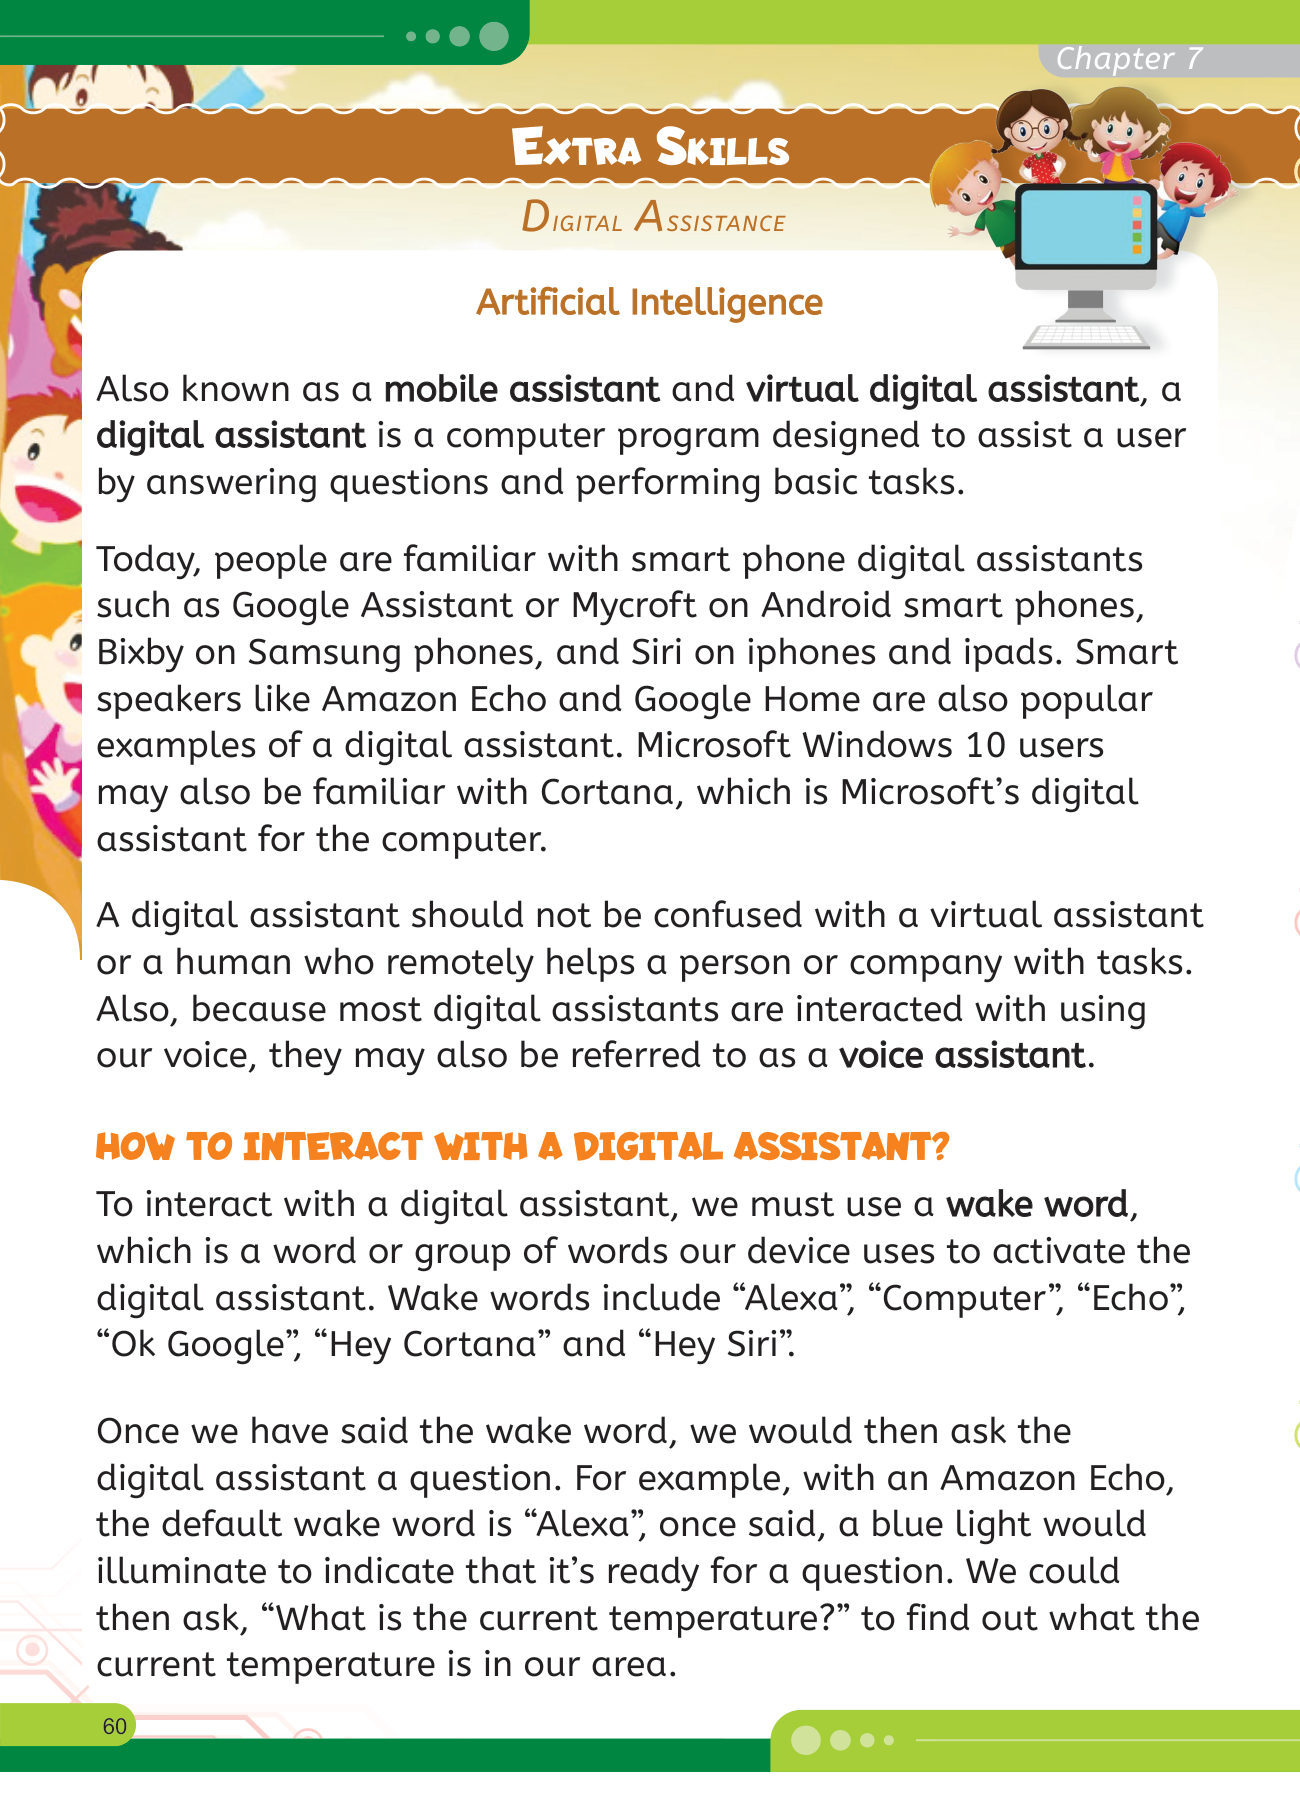 Chapter 7
EXTRA SKILLS
DIGITAL ASSISTANCE
Artificial Intelligence
Also known as a mobile assistant and virtual digital assistant, a
digital assistant is a computer program designed to assist a user
by answering questions and performing basic tasks.
Today, people are familiar with smart phone digital assistants
such as Google Assistant or Mycroft on Android smart phones,
Bixby on Samsung phones, and Siri on iphones and ipads. Smart
speakers like Amazon Echo and Google Home are also popular
examples of a digital assistant. Microsoft Windows 10 users
may also be familiar with Cortana, which is Microsoft’s digital
assistant for the computer.
A digital assistant should not be confused with a virtual assistant
or a human who remotely helps a person or company with tasks.
Also, because most digital assistants are interacted with using
our voice, they may also be referred to as a voice assistant.
HOW TO INTERACT WITH A DIGITAL ASSISTANT?
To interact with a digital assistant, we must use a wake word,
which is a word or group of words our device uses to activate the
digital assistant. Wake words include “Alexa”, “Computer”, “Echo”,
“Ok Google”, “Hey Cortana” and “Hey Siri”.
Once we have said the wake word, we would then ask the
digital assistant a question. For example, with an Amazon Echo,
the default wake word is “Alexa”, once said, a blue light would
illuminate to indicate that it’s ready for a question. We could
then ask, “What is the current temperature?” to find out what the
current temperature is in our area.
60